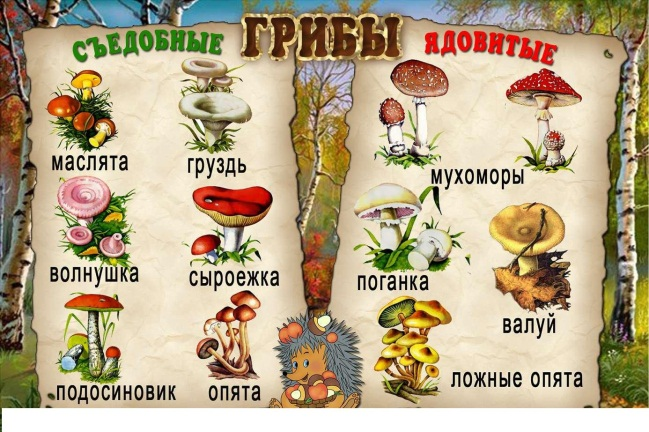 ГРИБЫ
СЪЕДОБНЫЕ
ЯДОВИТЫЕ
маслята
груздь
волнушка
сыроежка
подосиновик
опята
мухоморы
поганка
валуй
ложные опята